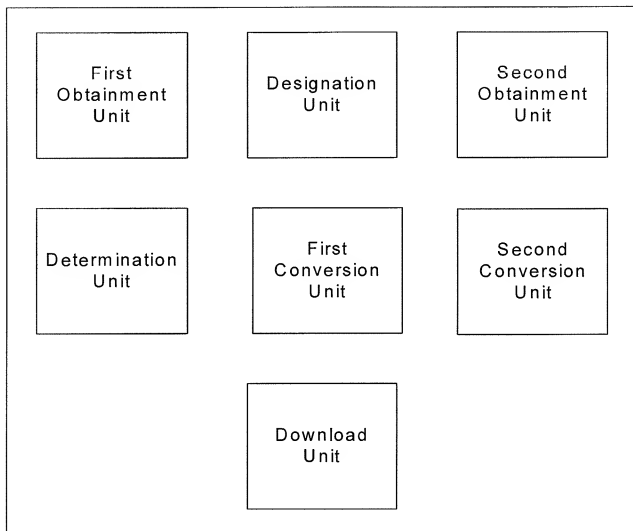 First
Obtainment
Unit
Designation
Unit
Second
Obtainment
Unit
Determination
Unit
First
Conversion
Unit
Second
Conversion
Unit
Download
Unit